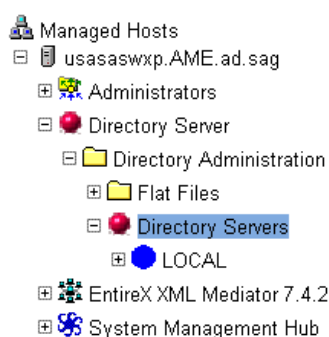 Managed Hosts
usasaswxp.AME.ad.sag
Administrators
Directory Server
Directory Administration
Flat Files
Directory Servers
LOCAL
EntireX XML Mediator 7.4.2
System Management Hub